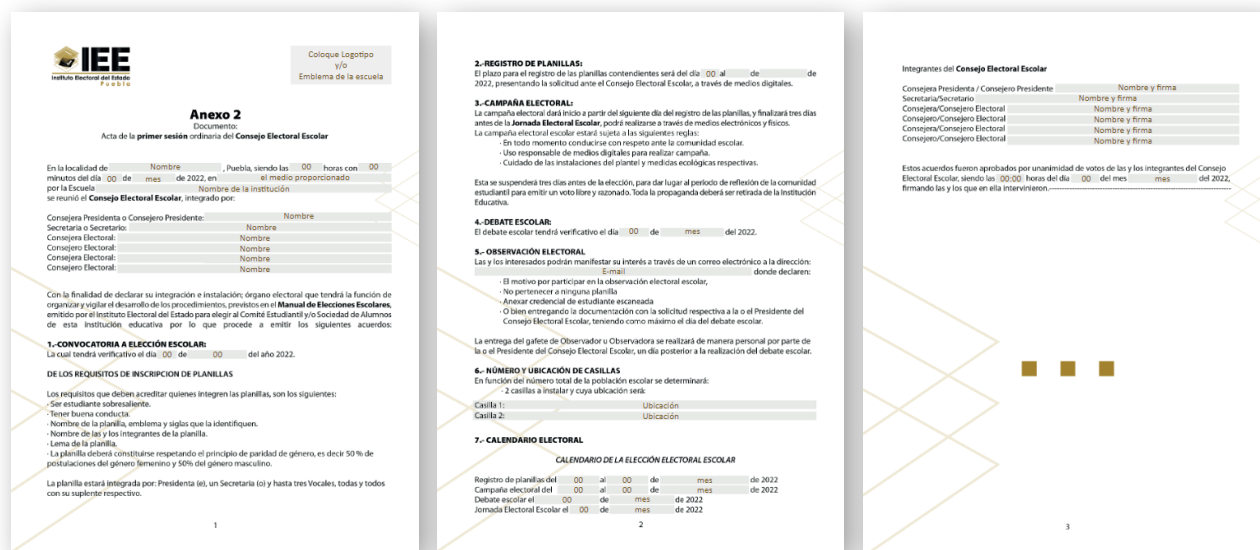 IEE
Instituto Electoral del Estado
Puebla
Coloque Logotipo
y/o
Emblema de la escuela
Anexo 2
Documento:
Acta de la primer sesión ordinaria del Consejo Electoral Escolar
En la localidad de Nombre , Puebla, siendo las 00 horas con 00
minutos del día 00 de mes de 2022, en el medio proporcionado
por la Escuela Nombre de la institución
se reunió el Consejo Electoral Escolar, integrado por:
Consejera Presidenta o Consejero Presidente: Nombre
Secretaria o Secretario: Nombre
Consejera Electoral: Nombre
Consejero Electoral: Nombre
Consejera Electoral: Nombre
Consejero Electoral: Nombre
Con la finalidad de declarar su integración e instalación; órgano electoral que tendrá la función de
organizar y vigilar el desarrollo de los procedimientos, previstos en el Manual de Elecciones Escolares,
emitido por el Instituto Electoral del Estado para elegir al Comité Estudiantil y/o Sociedad de Alumnos
de esta institución educativa por lo que procede a emitir los siguientes acuerdos:
1.-CONVOCATORIA A ELECCIÓN ESCOLAR:
La cual tendrá verificativo el día 00 de 00 del año 2022.
DE LOS REQUISITOS DE INSCRIPCION DE PLANILLAS
Los requisitos que deben acreditar quienes integren las planillas, son los siguientes:
· Ser estudiante sobresaliente.
· Tener buena conducta.
· Nombre de la planilla, emblema y siglas que la identifiquen.
· Nombre de las y los integrantes de la planilla.
· Lema de la planilla.
· La planilla deberá constituirse respetando el principio de paridad de género, es decir 50 % de
postulaciones del género femenino y 50% del género masculino.
La planilla estará integrada por: Presidenta (e), un Secretaria (o) y hasta tres Vocales, todas y todos
con su suplente respectivo.
1
2.-REGISTRO DE PLANILLAS:
El plazo para el registro de las planillas contendientes será del día 00 al de de
2022, presentando la solicitud ante el Consejo Electoral Escolar, a través de medios digitales.
3.-CAMPAÑA ELECTORAL:
La campaña electoral dará inicio a partir del siguiente día del registro de las planillas, y finalizará tres días
antes de la Jornada Electoral Escolar, podrá realizarse a través de medios electrónicos y físicos.
La campaña electoral escolar estará sujeta a las siguientes reglas:
· En todo momento conducirse con respeto ante la comunidad escolar.
· Uso responsable de medios digitales para realizar campaña.
· Cuidado de las instalaciones del plantel y medidas ecológicas respectivas.
Esta se suspenderá tres días antes de la elección, para dar lugar al periodo de reflexión de la comunidad
estudiantil para emitir un voto libre y razonado. Toda la propaganda deberá ser retirada de la Institución
Educativa.
4.-DEBATE ESCOLAR:
El debate escolar tendrá verificativo el día 00 de mes del 2022.
5.- OBSERVACIÓN ELECTORAL
Las y los interesados podrán manifestar su interés a través de un correo electrónico a la dirección:
E-mail donde declaren:
· El motivo por participar en la observación electoral escolar,
· No pertenecer a ninguna planilla
· Anexar credencial de estudiante escaneada
· O bien entregando la documentación con la solicitud respectiva a la o el Presidente del
Consejo Electoral Escolar, teniendo como máximo el día del debate escolar.
La entrega del gafete de Observador u Observadora se realizará de manera personal por parte de
la o el Presidente del Consejo Electoral Escolar, un día posterior a la realización del debate escolar.
6.- NÚMERO Y UBICACIÓN DE CASILLAS
En función del número total de la población escolar se determinará:
· 2 casillas a instalar y cuya ubicación será:
Casilla 1: Ubicación
Casilla 2: Ubicación
7.- CALENDARIO ELECTORAL
CALENDARIO DE LA ELECCIÓN ELECTORAL ESCOLAR
Registro de planillas del 00 al 00 de mes de 2022
Campaña electoral del 00 al 00 de mes de 2022
Debate escolar el 00 de mes de 2022
Jornada Electoral Escolar el 00 de mes de 2022
2
Integrantes del Consejo Electoral Escolar
Consejera Presidenta / Consejero Presidente Nombre y firma
Secretaria/Secretario Nombre y firma
Consejera/Consejero Electoral Nombre y firma
Consejera/Consejero Electoral Nombre y firma
Consejera/Consejero Electoral Nombre y firma
Consejera/Consejero Electoral Nombre y firma
Estos acuerdos fueron aprobados por unanimidad de votos de las y los integrantes del Consejo
Electoral Escolar, siendo las 00:00 horas del día 00 del mes mes del 2022,
firmando las y los que en ella intervinieron.----------
3